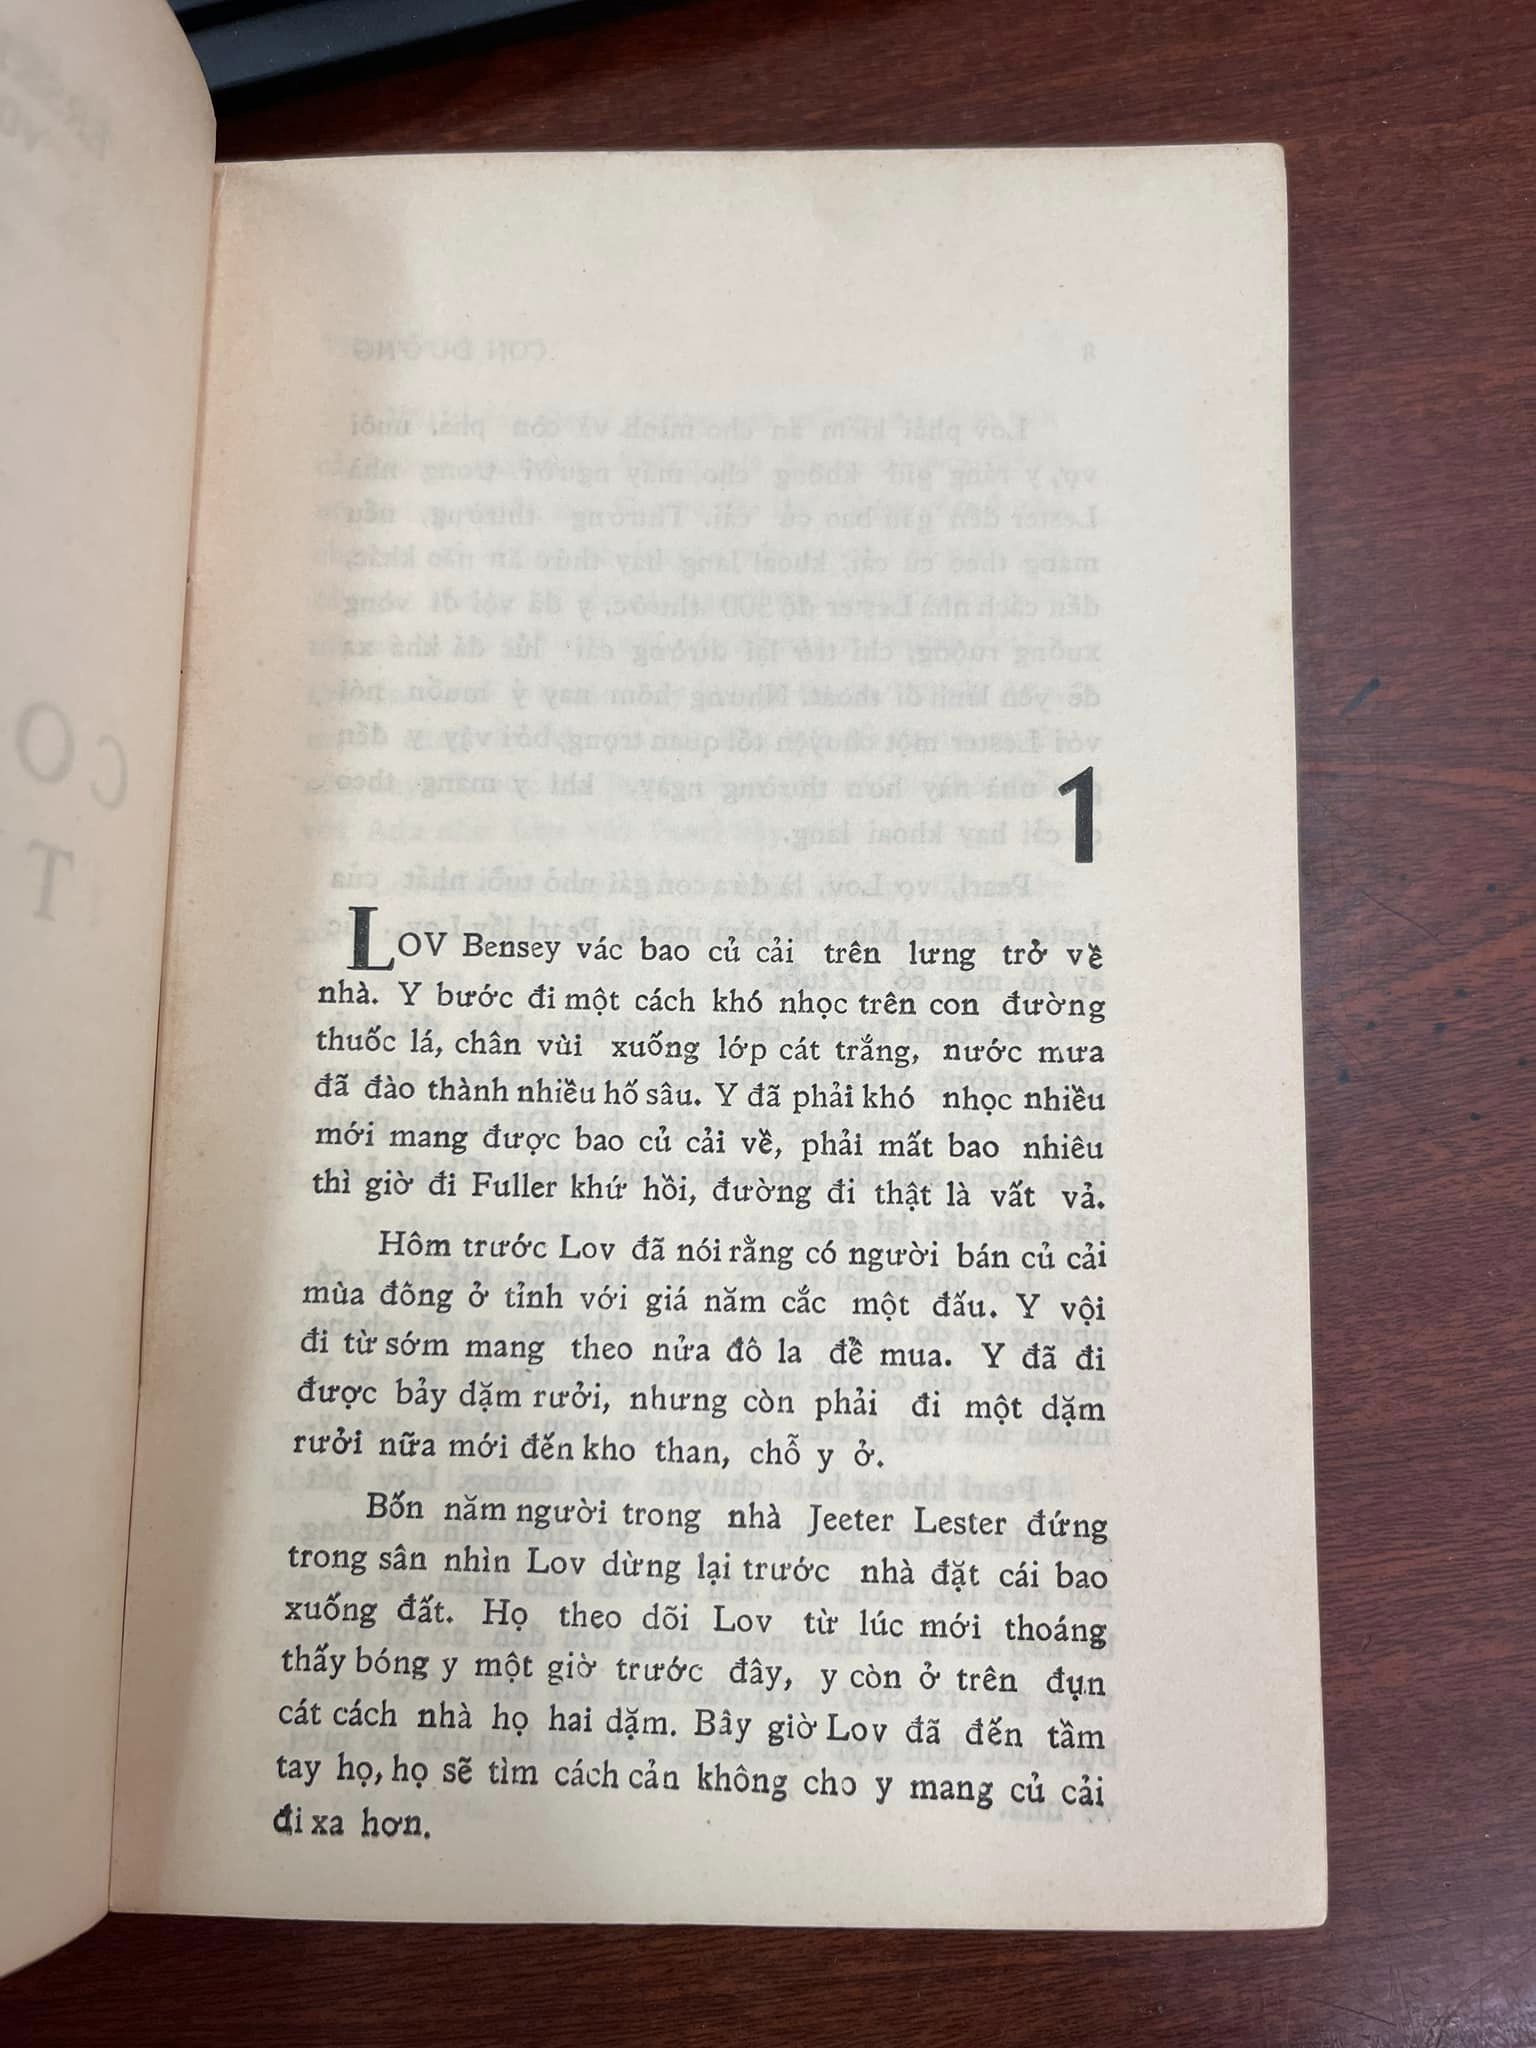 1
LOV Bensey vác bao củ cải trên lưng trở về
nhà. Y bước đi một cách khó nhọc trên con đường
thuốc lá, chân vùi xuống lớp cát trắng, nước mưa
đã đào thành nhiều hố sâu. Y đã phải khó nhọc nhiều
mới mang được bao củ cải về, phải mất bao nhiêu
thì giờ đi Fuller khứ hồi, đường đi thật là vất vả.
Hôm trước Lov đã nói rằng có người bán củ cải
mùa đông ở tỉnh với giá năm cắc một đấu. Y vội
đi từ sớm mang theo nửa đô la để mua. Y đã đi
được bảy dặm rưởi, nhưng còn phải đi một dặm
rưởi nữa mới đến kho than, chỗ y ở.
Bốn năm người trong nhà Jeeter Lester đứng
trong sân nhìn Lov dừng lại trước nhà đặt cái bao
xuống đất. Họ theo dõi Lov từ lúc mới thoáng
thấy bóng y một giờ trước đây, y còn ở trên đụn
cát cách nhà họ hai dặm. Bây giờ Lov đã đến tầm
tay họ, họ sẽ tìm cách cản không cho y mang củ cải
đi xa hơn.